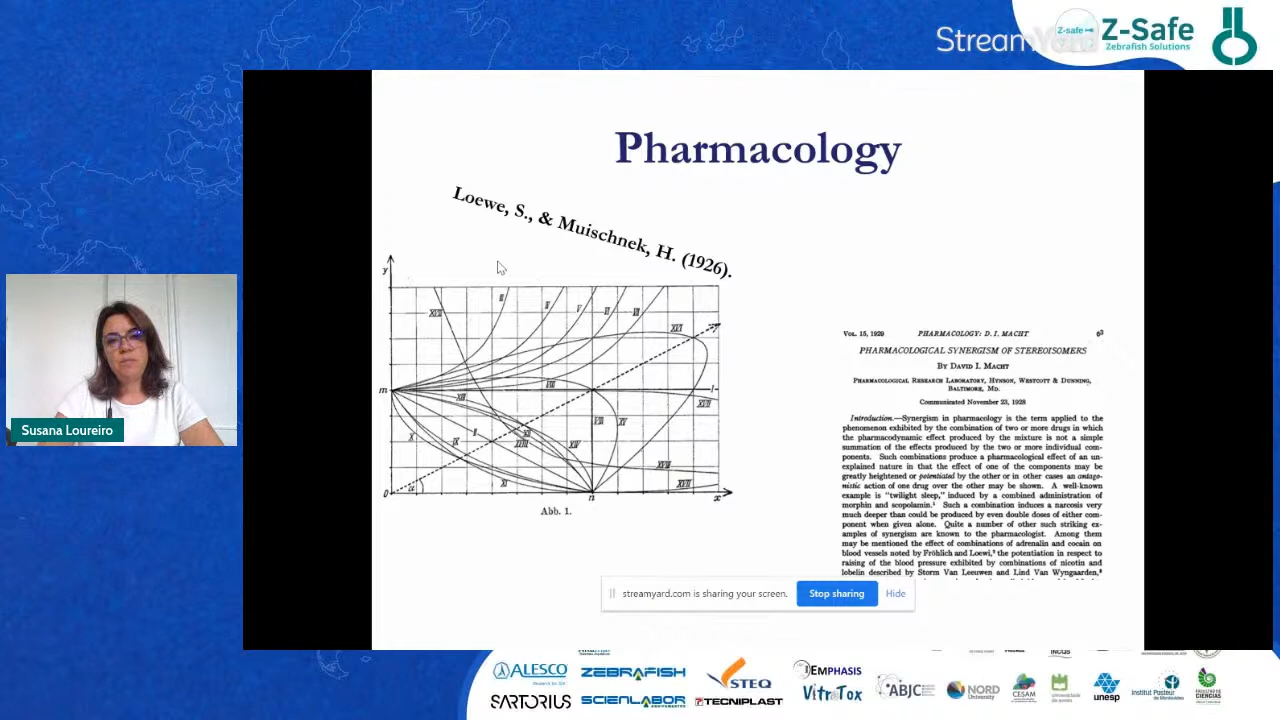 StreamYard
Z-safe
Z-Safe
Zebrafish Solutions
Pharmacology
Loewe, S., & Muischnek, H. (1926).
y
m
0
n
x
α
Abb. 1.
VOL. 15, 1929 PHARMACOLOGY: D. I. MACHT 63
PHARMACOLOGICAL SYNERGISM OF STEREOISOMERS
BY DAVID I. MACHT
PHARMACOLOGICAL RESEARCH LABORATORY, HYNSON, WESTCOTT & DUNNING,
BALTIMORE, MD.
Communicated November 23, 1928
Introduction.—Synergism in pharmacology is the term applied to the
phenomenon exhibited by the combination of two or more drugs in which
the pharmacodynamic effect produced by the mixture is not a simple
summation of the effects produced by the two or more individual com-
ponents. Such combinations produce a pharmacological effect of an un-
explained nature in that the effect of one of the components may be
greatly heightened or potentiated by the other or in other cases an antago-
nistic action of one drug over the other may be shown. A well-known
example is "twilight sleep," induced by a combined administration of
morphin and scopolamin.¹ Such a combination induces a narcosis very
much deeper than could be produced by even double doses of either com-
ponent when given alone. Quite a number of other such striking ex-
amples of synergism are known to the pharmacologist. Among them
may be mentioned the effect of combinations of adrenalin and cocain on
blood vessels noted by Fröhlich and Loewi,² the potentiation in respect to
raising of the blood pressure exhibited by combinations of nicotin and
lobelin described by Storm Van Leeuwen and Lind Van Wyngaarden,
streamyard.com is sharing your screen. Stop sharing Hide
Susana Loureiro
ALESCO
ZEBRAFISH
STEQ
EMPHASIS
VitroTox
ABJC
NORD
University
CESAM
unesp
Institut Pasteur
de Montevideo
FACULTAD DE
CIENCIAS
SARTORIUS
SCIENLABOR
TECNIPLAST